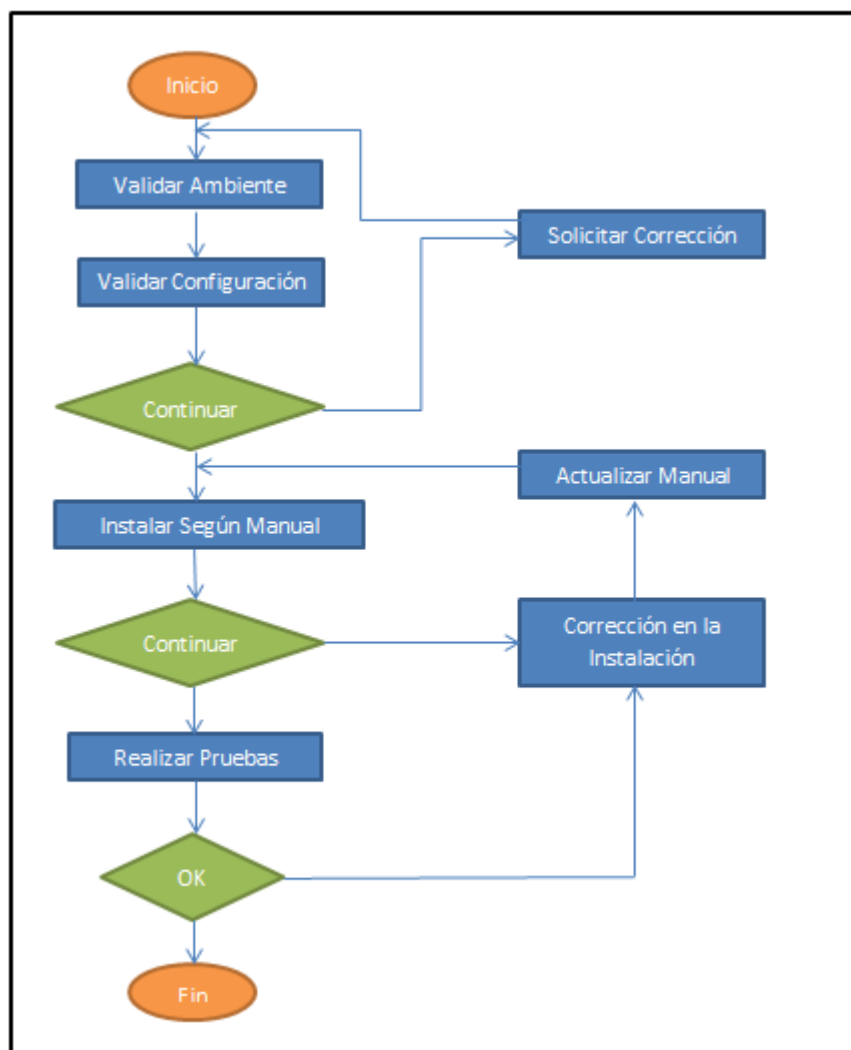 Inicio
Validar Ambiente
Solicitar Corrección
Validar Configuración
Continuar
Actualizar Manual
Instalar Según Manual
Continuar
Corrección en la
Instalación
Realizar Pruebas
OK
Fin